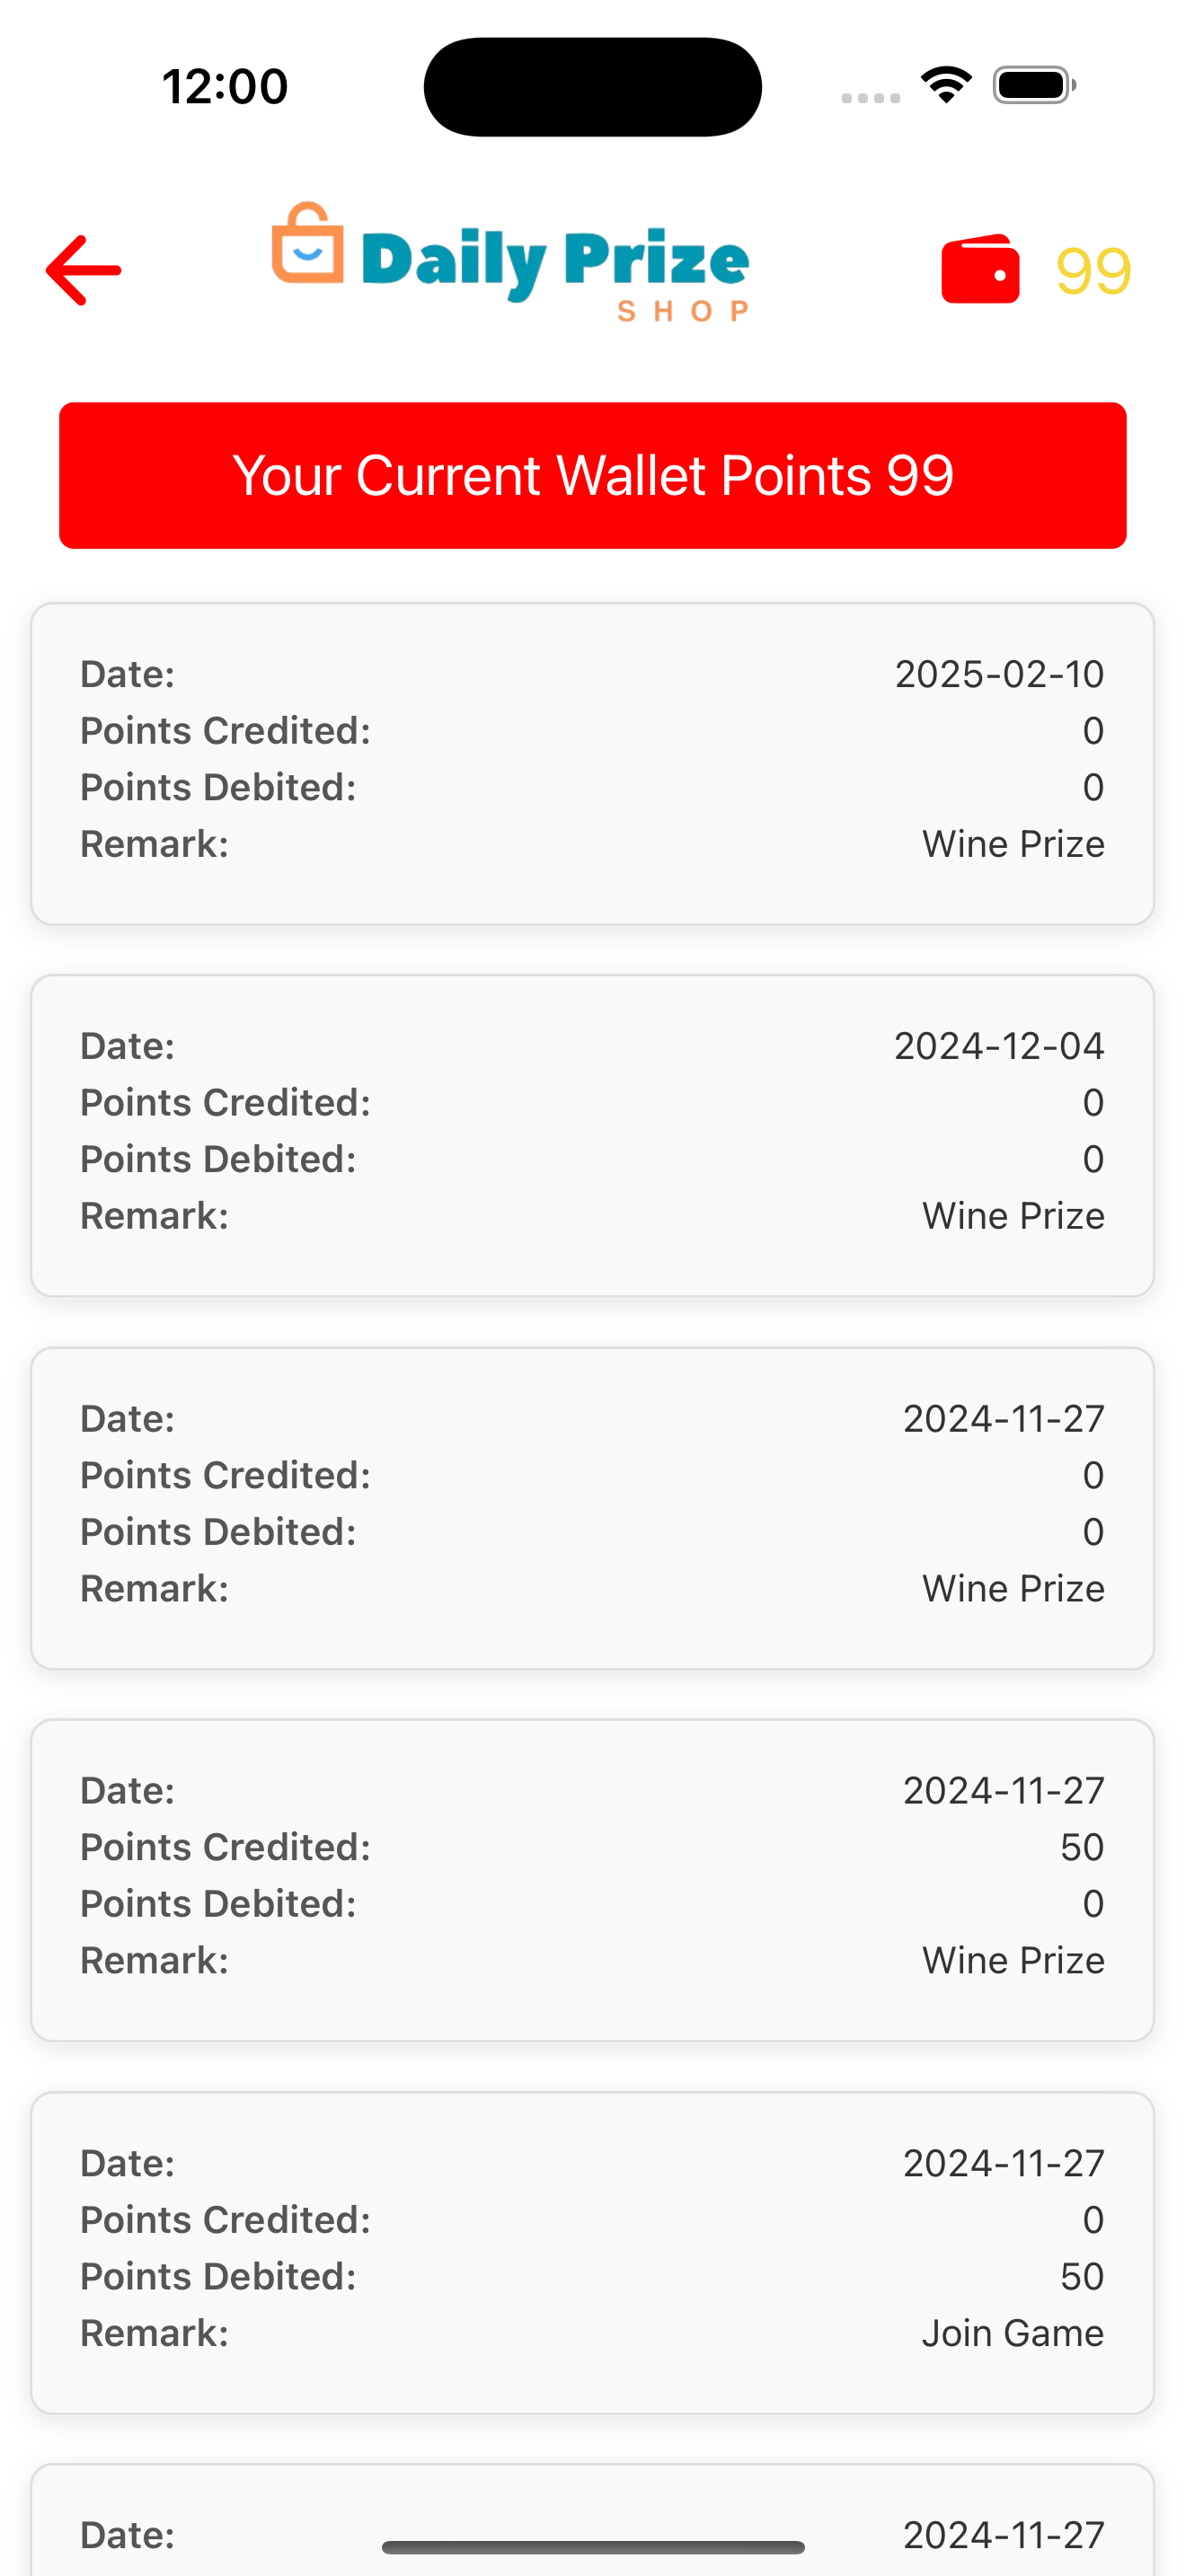 12:00
Daily Prize
SHOP
99
Your Current Wallet Points 99
Date: 2025-02-10
Points Credited: 0
Points Debited: 0
Remark: Wine Prize
Date: 2024-12-04
Points Credited: 0
Points Debited: 0
Remark: Wine Prize
Date: 2024-11-27
Points Credited: 0
Points Debited: 0
Remark: Wine Prize
Date: 2024-11-27
Points Credited: 50
Points Debited: 0
Remark: Wine Prize
Date: 2024-11-27
Points Credited: 0
Points Debited: 50
Remark: Join Game
Date: 2024-11-27